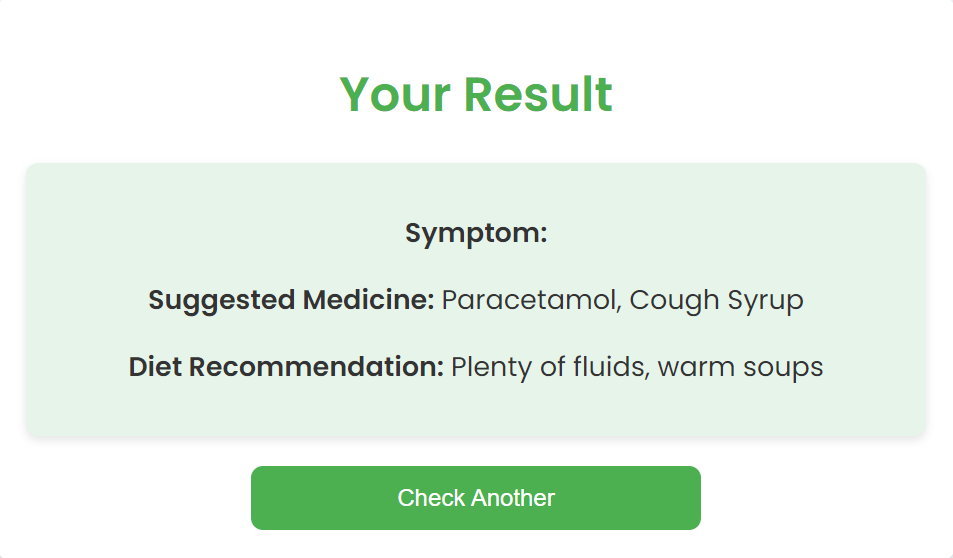 Your Result
Symptom:
Suggested Medicine: Paracetamol, Cough Syrup
Diet Recommendation: Plenty of fluids, warm soups
Check Another